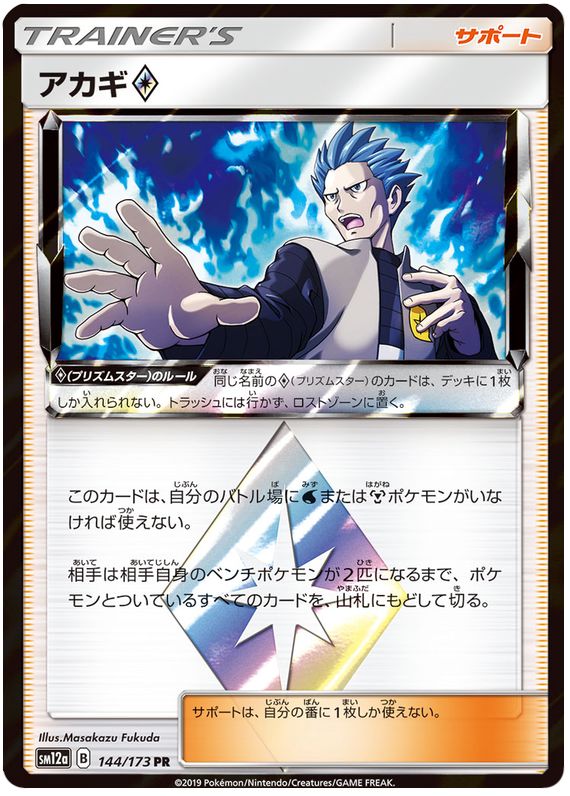 TRAINER'S
サポート
アカギ◇
◇(プリズムスター)のルール 同じ名前の◇(プリズムスター)のカードは、デッキに1枚
しか入れられない。トラッシュには行かず、ロストゾーンに置く。
このカードは、自分のバトル場に または ポケモンがいな
ければ使えない。
相手は相手自身のベンチポケモンが2匹になるまで、ポケ
モンとついているすべてのカードを、山札にもどして切る。
サポートは、自分の番に1枚しか使えない。
Illus.Masakazu Fukuda
sm12a B 144/173 PR
©2019 Pokémon/Nintendo/Creatures/GAME FREAK.